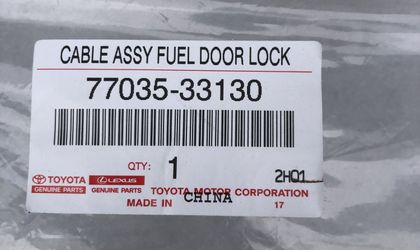 CABLE ASSY FUEL DOOR LOCK
77035-33130
QTY: 1
2HQ1
TOYOTA LEXUS
GENUINE PARTS GENUINE PARTS TOYOTA MOTOR CORPORATION
MADE IN CHINA 17